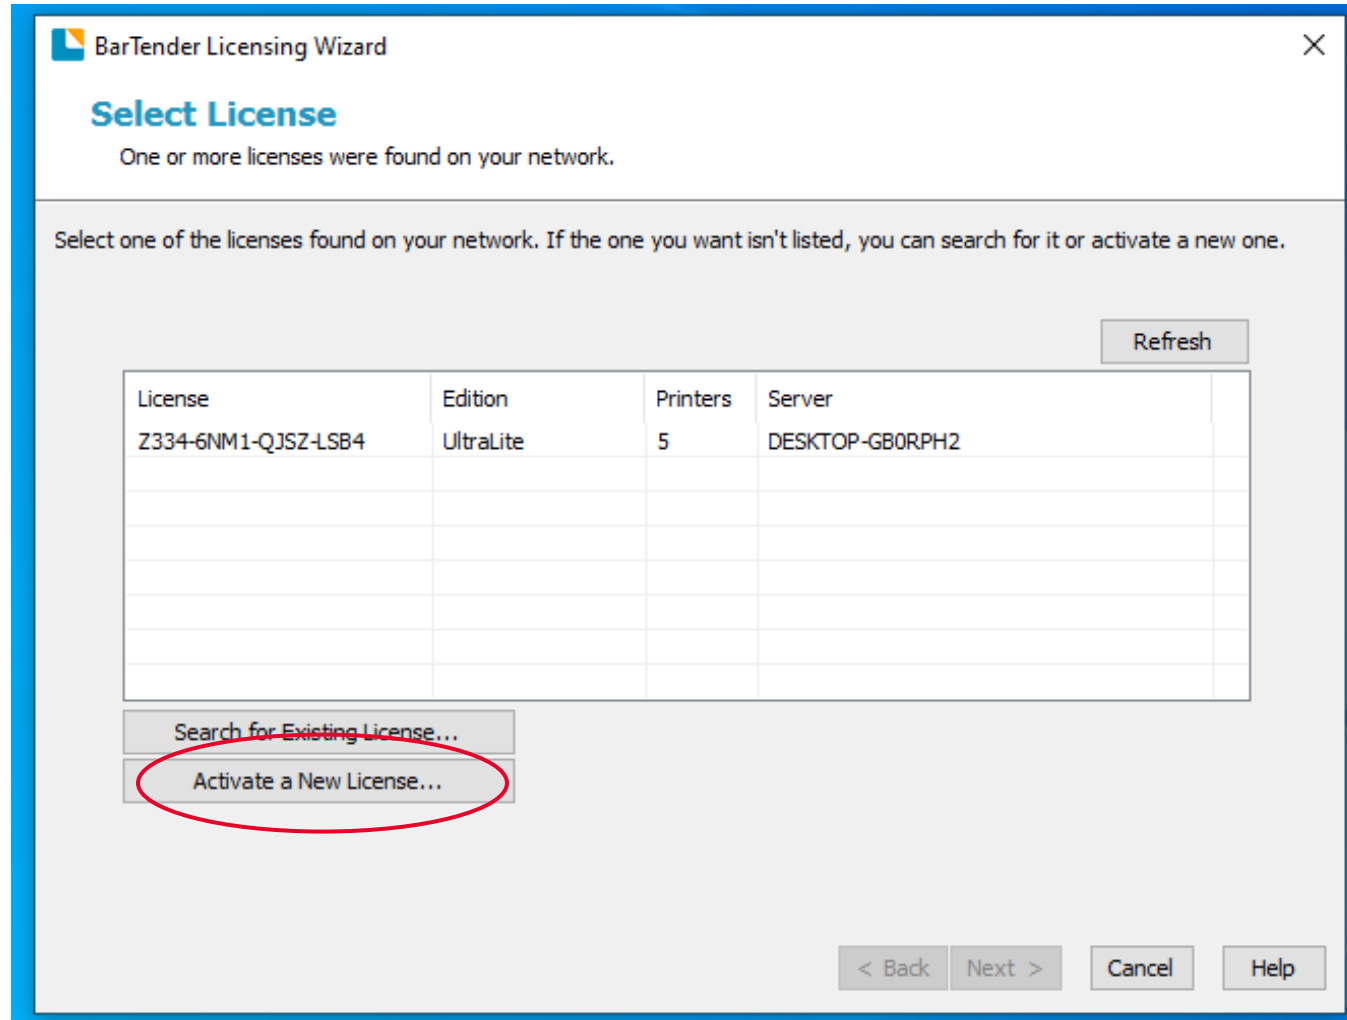 BarTender Licensing Wizard
Select License
One or more licenses were found on your network.
Select one of the licenses found on your network. If the one you want isn't listed, you can search for it or activate a new one.
Refresh
License Edition Printers Server
Z334-6NM1-QJSZ-LSB4 UltraLite 5 DESKTOP-GB0RPH2
Search for Existing License...
Activate a New License...
< Back Next > Cancel Help